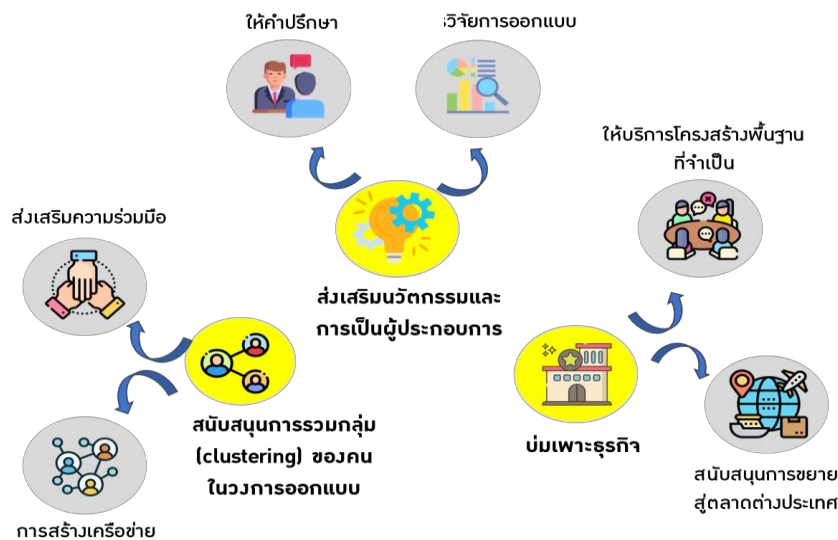 ให้คำปรึกษา
วิจัยการออกแบบ
ให้บริการโครงสร้างพื้นฐาน
ที่จำเป็น
ส่งเสริมความร่วมมือ
ส่งเสริมนวัตกรรมและ
การเป็นผู้ประกอบการ
สนับสนุนการรวมกลุ่ม
(clustering) ของคน
ในวงการออกแบบ
บ่มเพาะธุรกิจ
สนับสนุนการขยาย
สู่ตลาดต่างประเทศ
การสร้างเครือข่าย